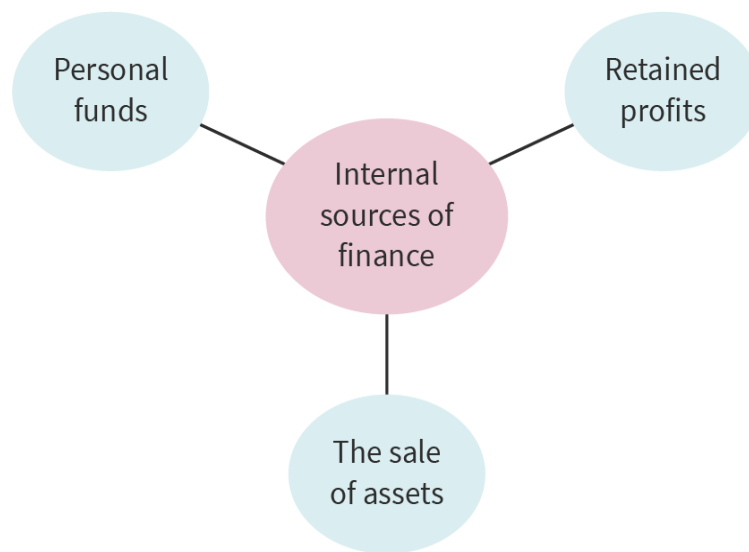 Personal
funds
Retained
profits
Internal
sources of
finance
The sale
of assets